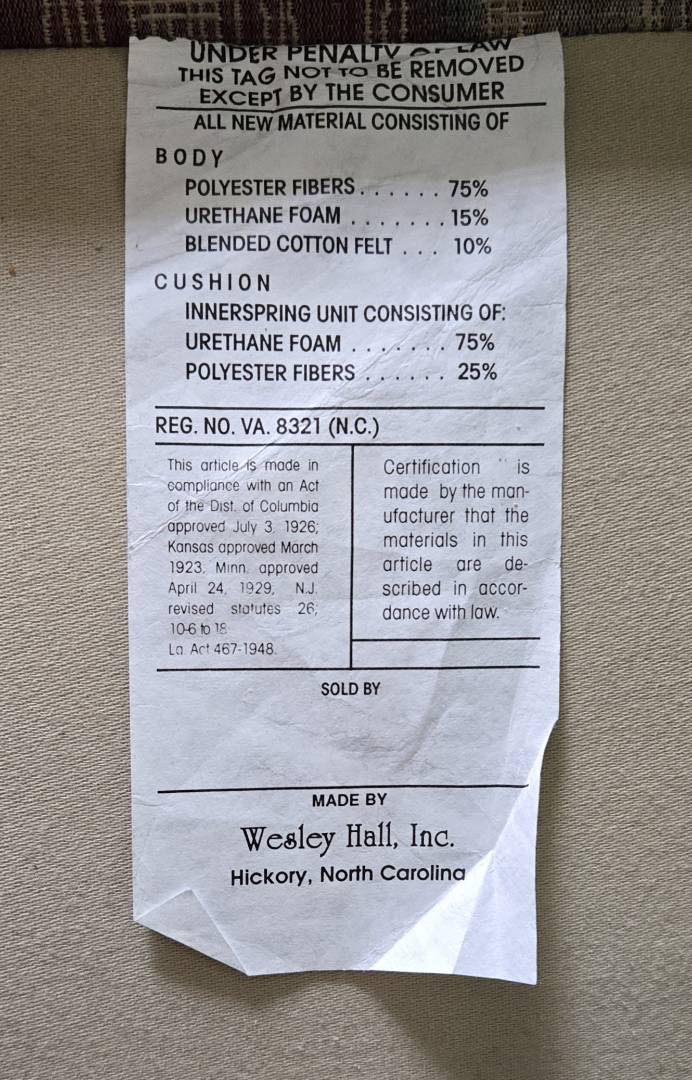 UNDER PENALTY OF LAW
THIS TAG NOT TO BE REMOVED
EXCEPT BY THE CONSUMER
ALL NEW MATERIAL CONSISTING OF
BODY
POLYESTER FIBERS . . . . . . 75%
URETHANE FOAM . . . . . . . 15%
BLENDED COTTON FELT . . . 10%
CUSHION
INNERSPRING UNIT CONSISTING OF:
URETHANE FOAM . . . . . . . 75%
POLYESTER FIBERS . . . . . . 25%
REG. NO. VA. 8321 (N.C.)
This article is made in
compliance with an Act
of the Dist. of Columbia
approved July 3, 1926;
Kansas approved March
1923; Minn. approved
April 24, 1929, N.J.
revised statutes 26;
10-6 to 18
La. Act 467-1948.
Certification is
made by the man-
ufacturer that the
materials in this
article are de-
scribed in accor-
dance with law.
SOLD BY
MADE BY
Wesley Hall, Inc.
Hickory, North Carolina